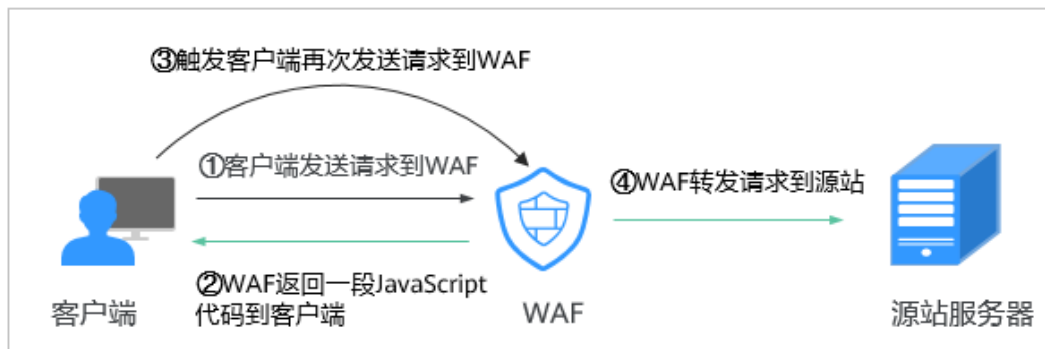 ③触发客户端再次发送请求到WAF
①客户端发送请求到WAF
④WAF转发请求到源站
②WAF返回一段JavaScript
代码到客户端
客户端
WAF
源站服务器